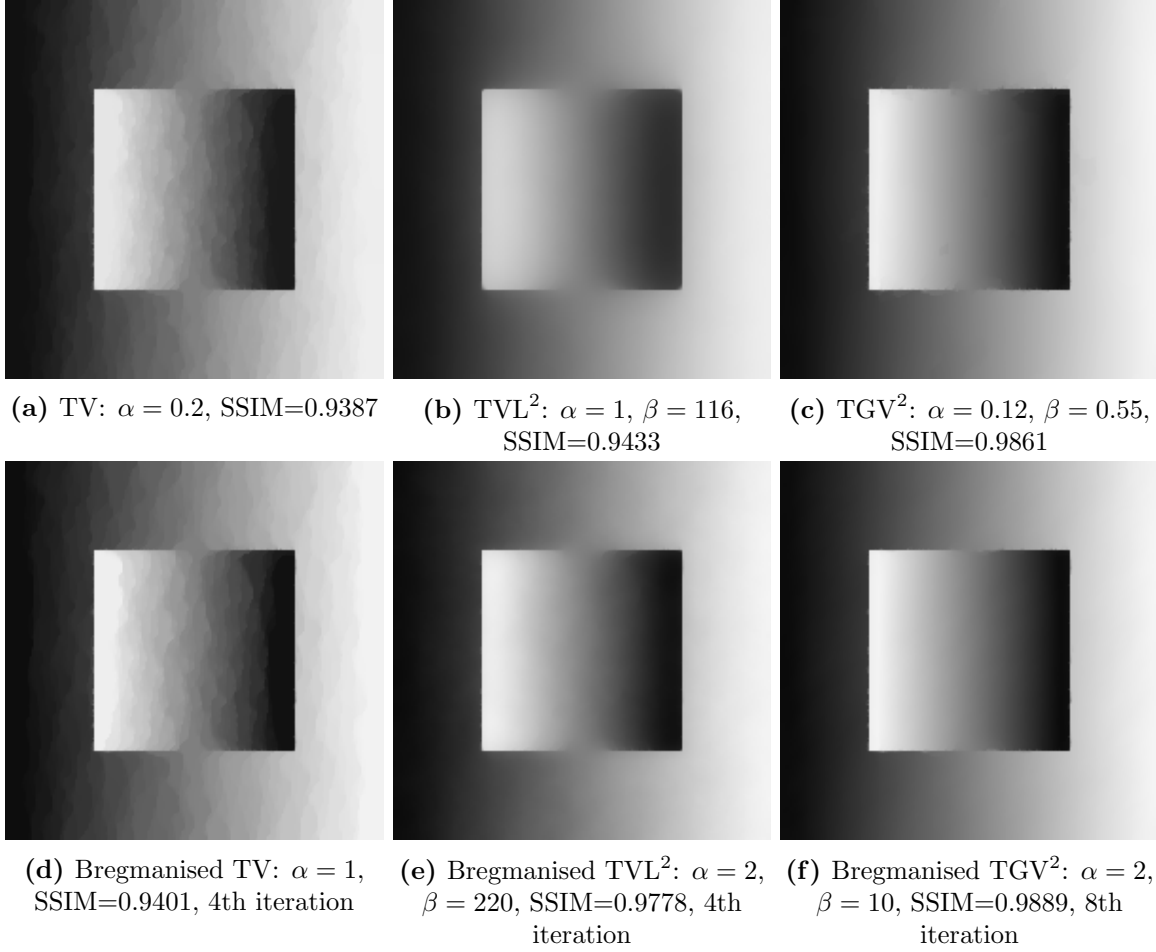 (a) TV: α = 0.2, SSIM=0.9387
(b) TVL²: α = 1, β = 116,
SSIM=0.9433
(c) TGV²: α = 0.12, β = 0.55,
SSIM=0.9861
(d) Bregmanised TV: α = 1,
SSIM=0.9401, 4th iteration
(e) Bregmanised TVL²: α = 2,
β = 220, SSIM=0.9778, 4th
iteration
(f) Bregmanised TGV²: α = 2,
β = 10, SSIM=0.9889, 8th
iteration